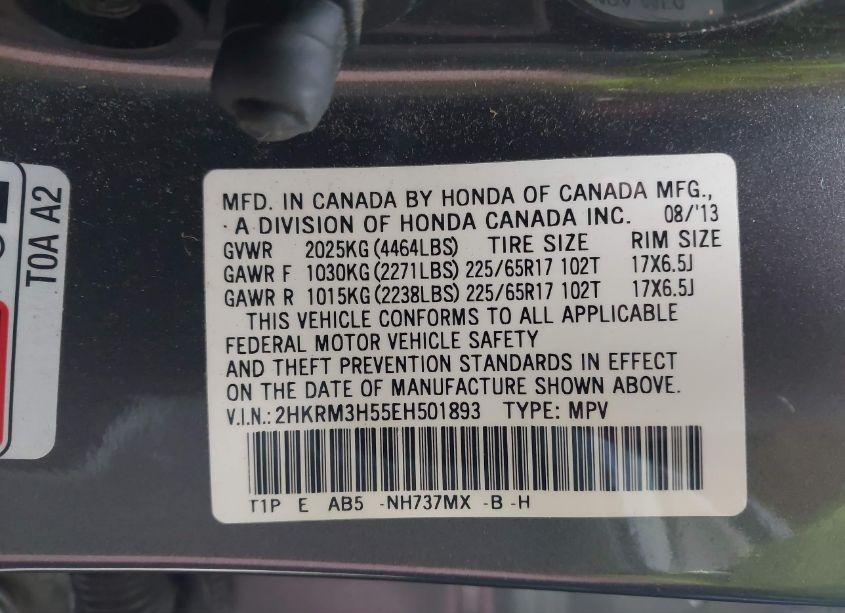 MFD. IN CANADA BY HONDA OF CANADA MFG.,
A DIVISION OF HONDA CANADA INC. 08/'13
GVWR 2025KG (4464LBS) TIRE SIZE RIM SIZE
GAWR F 1030KG (2271LBS) 225/65R17 102T 17X6.5J
GAWR R 1015KG (2238LBS) 225/65R17 102T 17X6.5J
THIS VEHICLE CONFORMS TO ALL APPLICABLE
FEDERAL MOTOR VEHICLE SAFETY
AND THEFT PREVENTION STANDARDS IN EFFECT
ON THE DATE OF MANUFACTURE SHOWN ABOVE.
V.I.N.: 2HKRM3H55EH501893 TYPE: MPV
T1P E AB5 -NH737MX -B -H
T0A A2